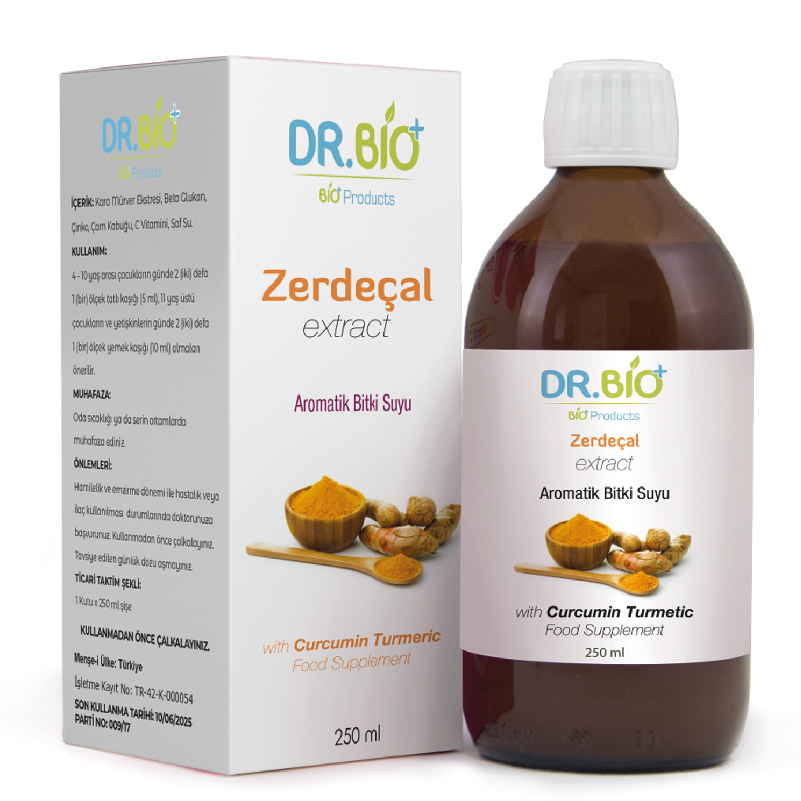 DR.BIO+
BIO+ Products
İÇERİK: Kara Mürver Ekstresi, Beta Glukan,
Çinko, Çam Kabuğu, C Vitamini, Saf Su.
KULLANIM:
4 - 10 yaş arası çocukların günde 2 (iki) defa
1 (bir) ölçek tatlı kaşığı (5 ml), 11 yaş üstü
çocukların ve yetişkinlerin günde 2 (iki) defa
1 (bir) ölçek yemek kaşığı (10 ml) almaları
önerilir.
MUHAFAZA:
Oda sıcaklığı ya da serin ortamlarda
muhafaza ediniz.
ÖNLEMLERİ:
Hamilelik ve emzirme dönemi ile hastalık veya
ilaç kullanılması durumlarında doktorunuza
başvurunuz. Kullanmadan önce çalkalayınız.
Tavsiye edilen günlük dozu aşmayınız.
TİCARİ TAKTİM ŞEKLİ:
1 Kutu x 250 ml şişe
KULLANMADAN ÖNCE ÇALKALAYINIZ.
Menşe-i Ülke: Türkiye
İşletme Kayıt No: TR-42-K-000054
SON KULLANMA TARİHİ: 10/06/2025
PARTİ NO: 009/17
DR.BIO+
BIO+ Products
Zerdeçal
extract
Aromatik Bitki Suyu
with Curcumin Turmeric
Food Supplement
250 ml
DR.BIO+
BIO+ Products
Zerdeçal
extract
Aromatik Bitki Suyu
with Curcumin Turmetic
Food Supplement
250 ml